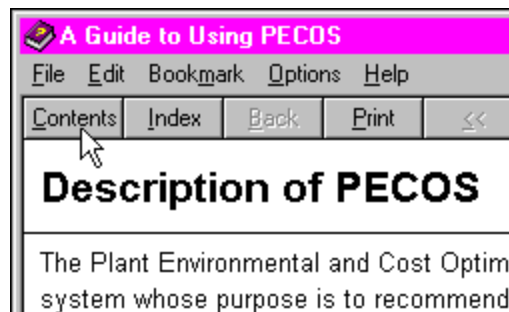 A Guide to Using PECOS
File Edit Bookmark Options Help
Contents Index Back Print <<
Description of PECOS
The Plant Environmental and Cost Optim
system whose purpose is to recommend